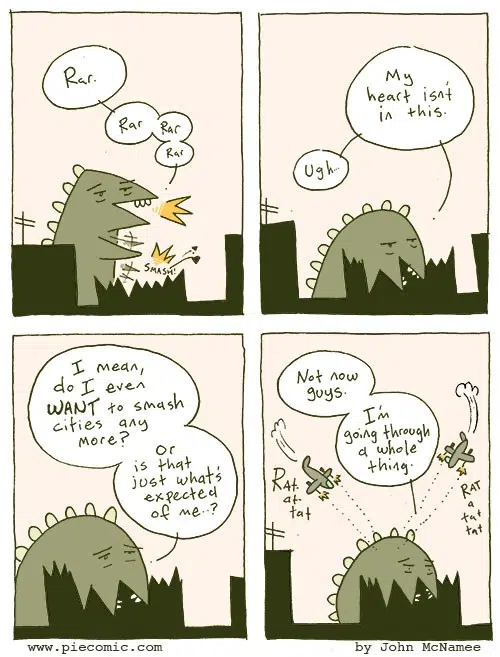 Rar.
Rar
Rar
Rar
SMASH!
Ugh...
My
heart isn't
in this.
I mean,
do I even
WANT to smash
cities any
more?
Or
is that
just what's
expected
of me..?
Not now
guys.
I'm
going through
a whole
thing.
RAt.
at.
tat
RAT
a
tat
tat
www.piecomic.com
by John McNamee